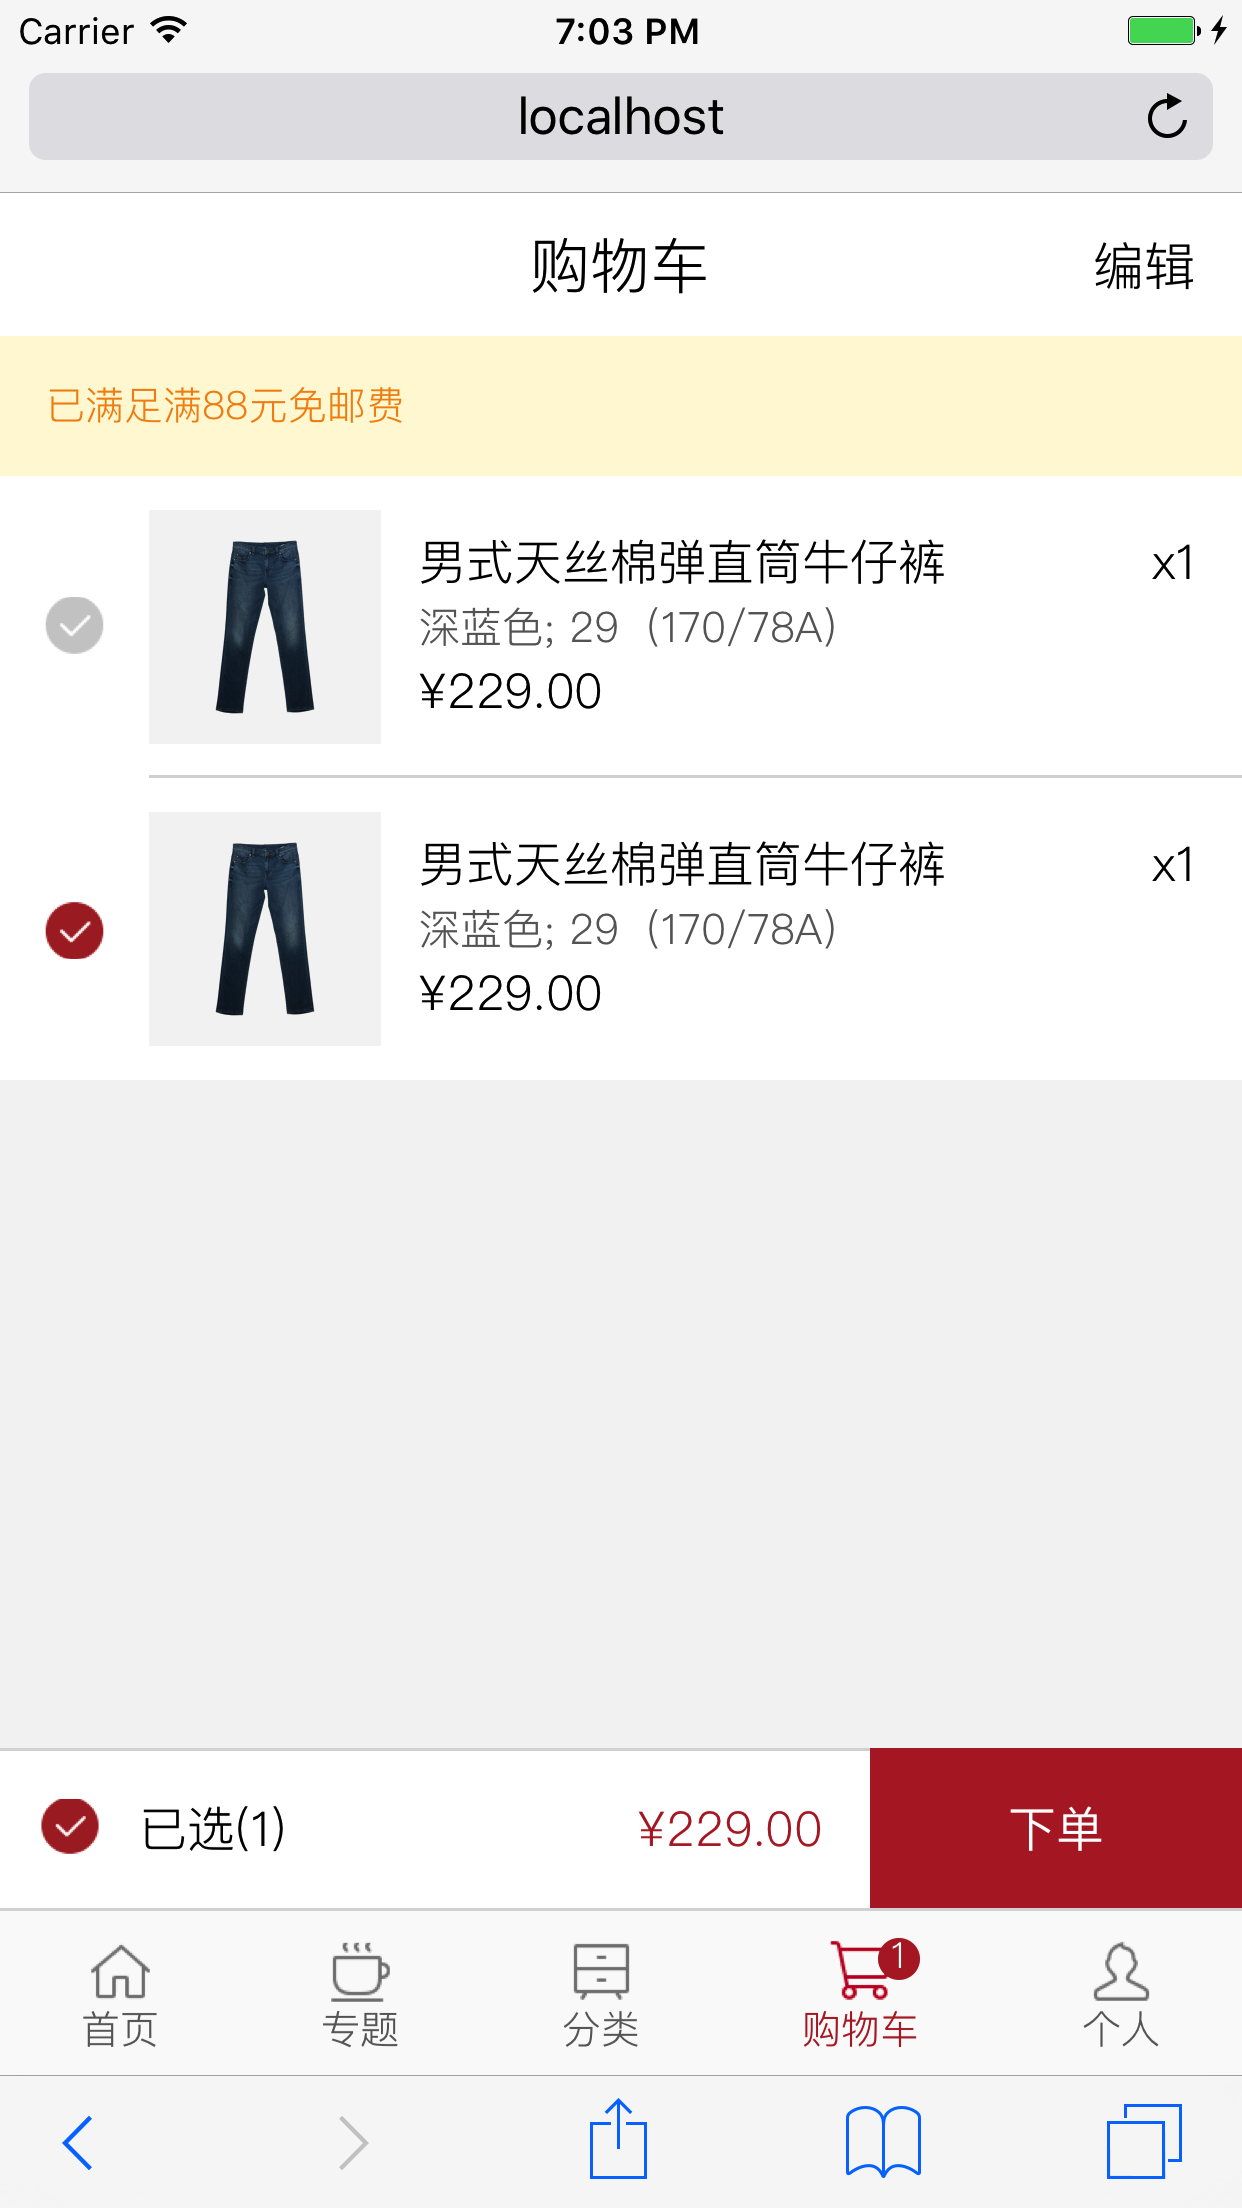 Carrier 7:03 PM
localhost
购物车 编辑
已满足满88元免邮费
男式天丝棉弹直筒牛仔裤 x1
深蓝色; 29（170/78A）
¥229.00
男式天丝棉弹直筒牛仔裤 x1
深蓝色; 29（170/78A）
¥229.00
已选(1) ¥229.00 下单
1
首页 专题 分类 购物车 个人